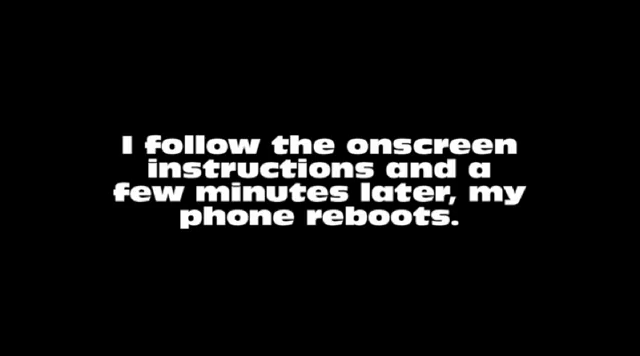 I follow the onscreen
instructions and a
few minutes later, my
phone reboots.